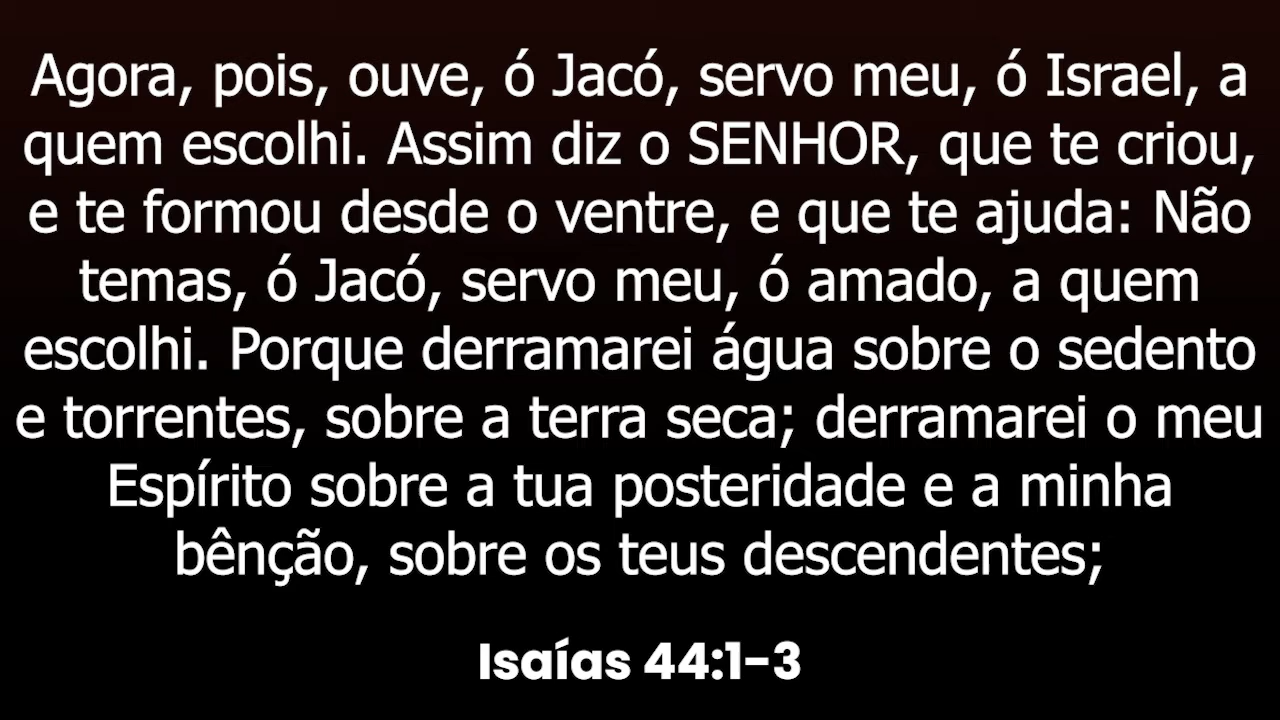 Agora, pois, ouve, ó Jacó, servo meu, ó Israel, a
quem escolhi. Assim diz o SENHOR, que te criou,
e te formou desde o ventre, e que te ajuda: Não
temas, ó Jacó, servo meu, ó amado, a quem
escolhi. Porque derramarei água sobre o sedento
e torrentes, sobre a terra seca; derramarei o meu
Espírito sobre a tua posteridade e a minha
bênção, sobre os teus descendentes;
Isaías 44:1-3